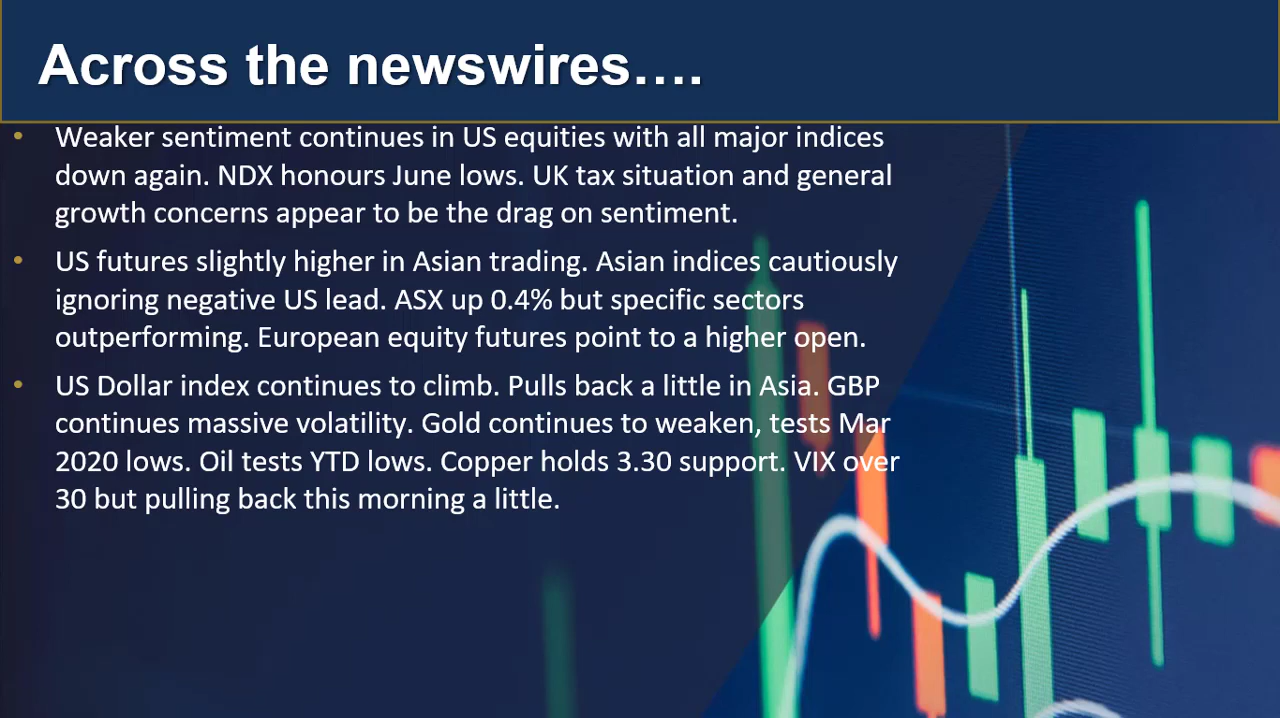 Across the newswires….
• Weaker sentiment continues in US equities with all major indices
down again. NDX honours June lows. UK tax situation and general
growth concerns appear to be the drag on sentiment.
• US futures slightly higher in Asian trading. Asian indices cautiously
ignoring negative US lead. ASX up 0.4% but specific sectors
outperforming. European equity futures point to a higher open.
• US Dollar index continues to climb. Pulls back a little in Asia. GBP
continues massive volatility. Gold continues to weaken, tests Mar
2020 lows. Oil tests YTD lows. Copper holds 3.30 support. VIX over
30 but pulling back this morning a little.